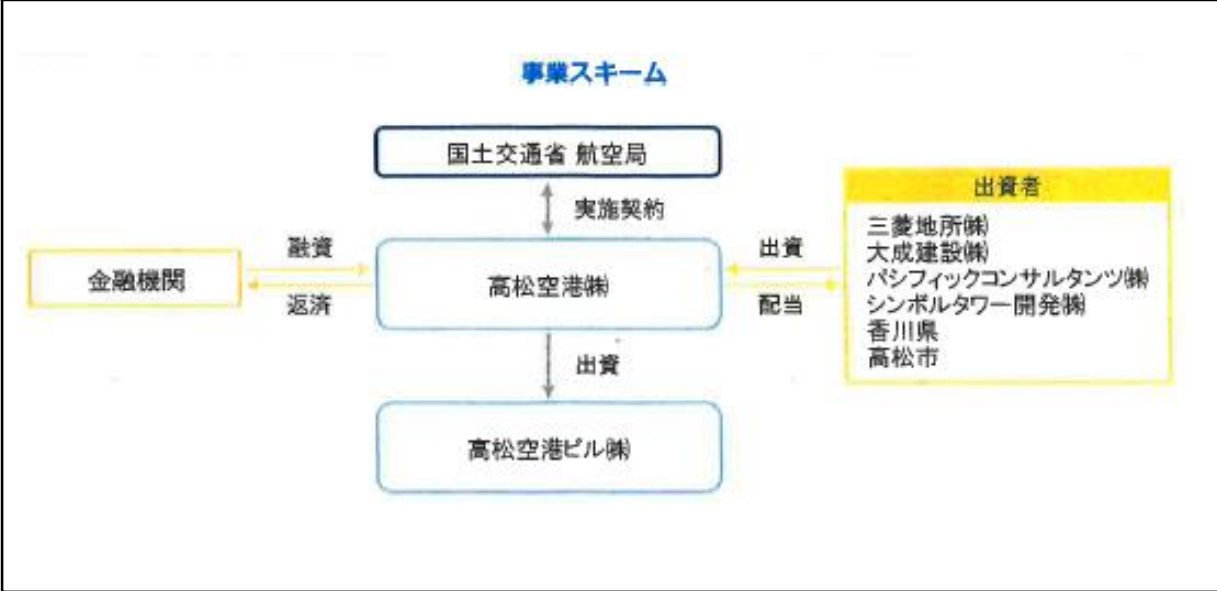 事業スキーム
国土交通省 航空局
実施契約
金融機関
融資
返済
高松空港㈱
出資
配当
出資者
三菱地所㈱
大成建設㈱
パシフィックコンサルタンツ㈱
シンボルタワー開発㈱
香川県
高松市
出資
高松空港ビル㈱